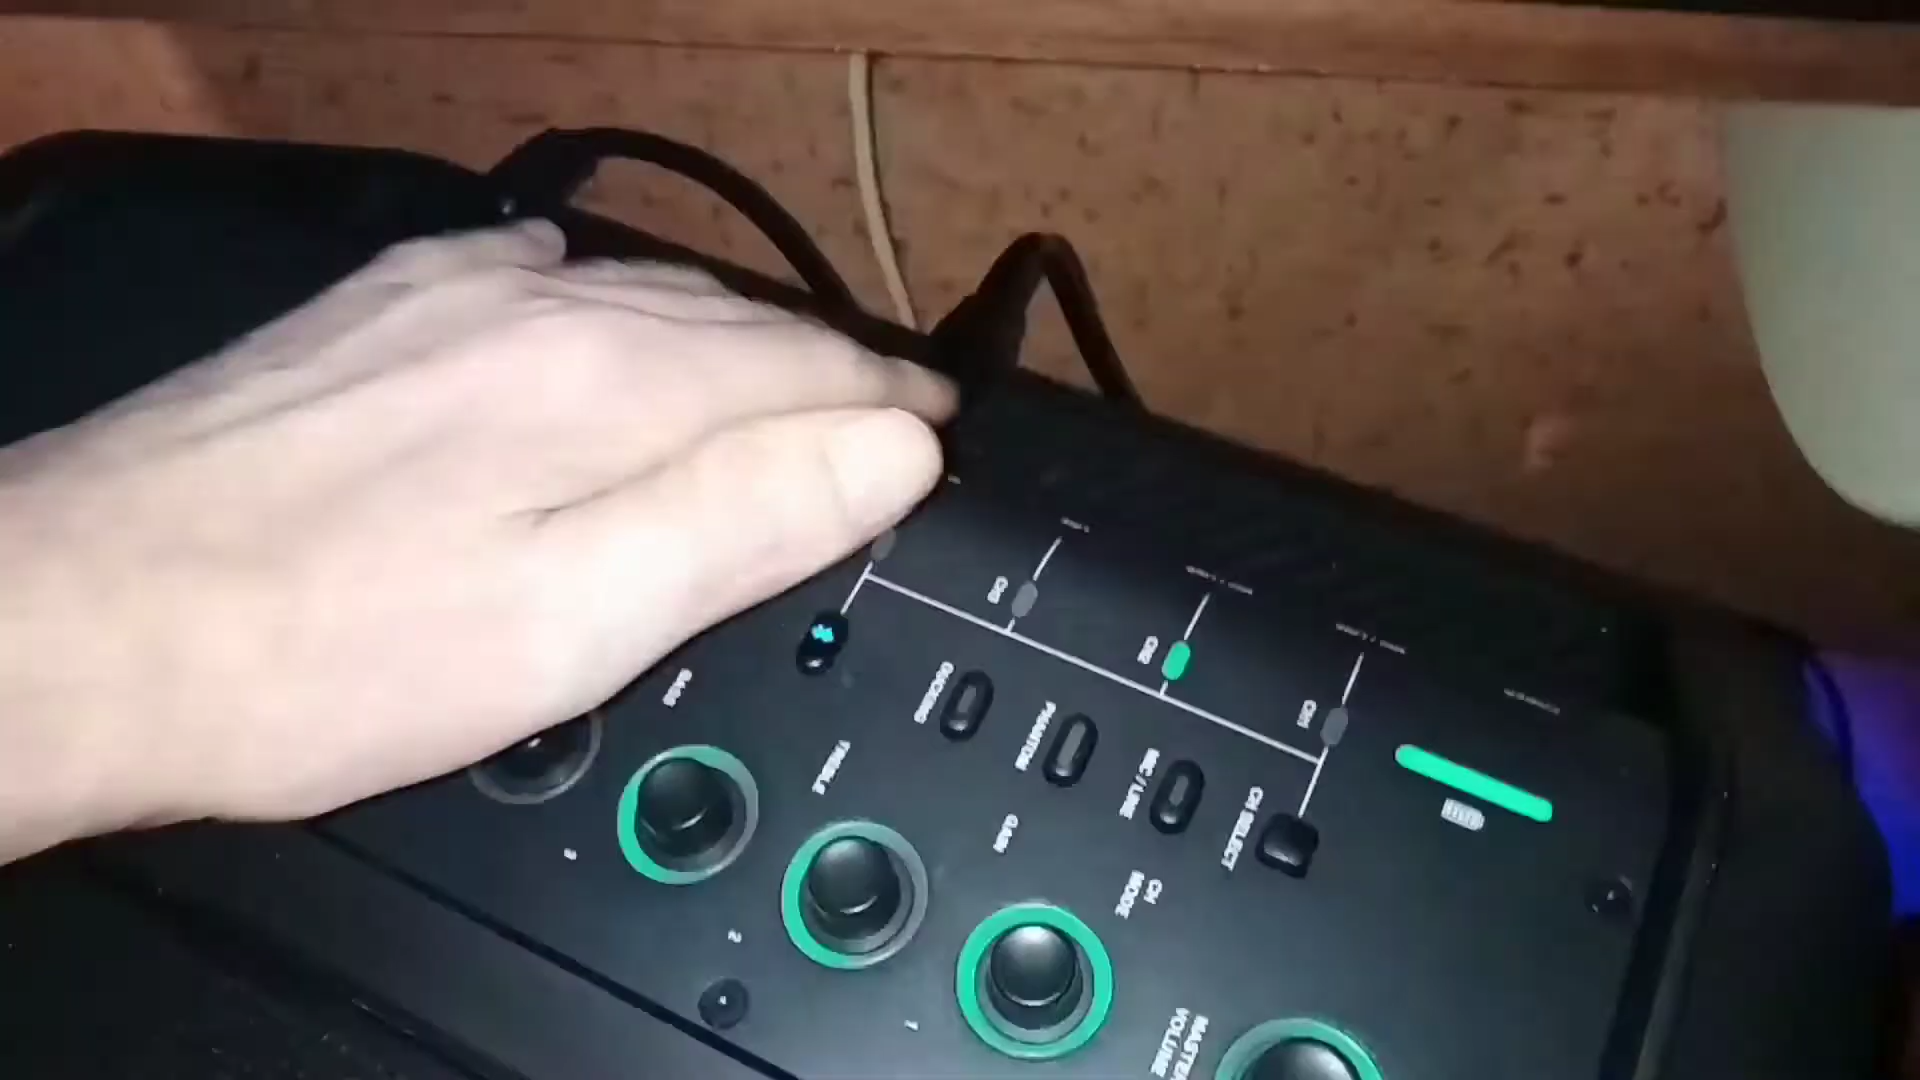 CH3
CH2
CH1
DUCKING
PHANTOM
MIC / LINE
CH SELECT
BASS
TREBLE
GAIN
CH
MODE
MASTER
VOLUME
3
2
1